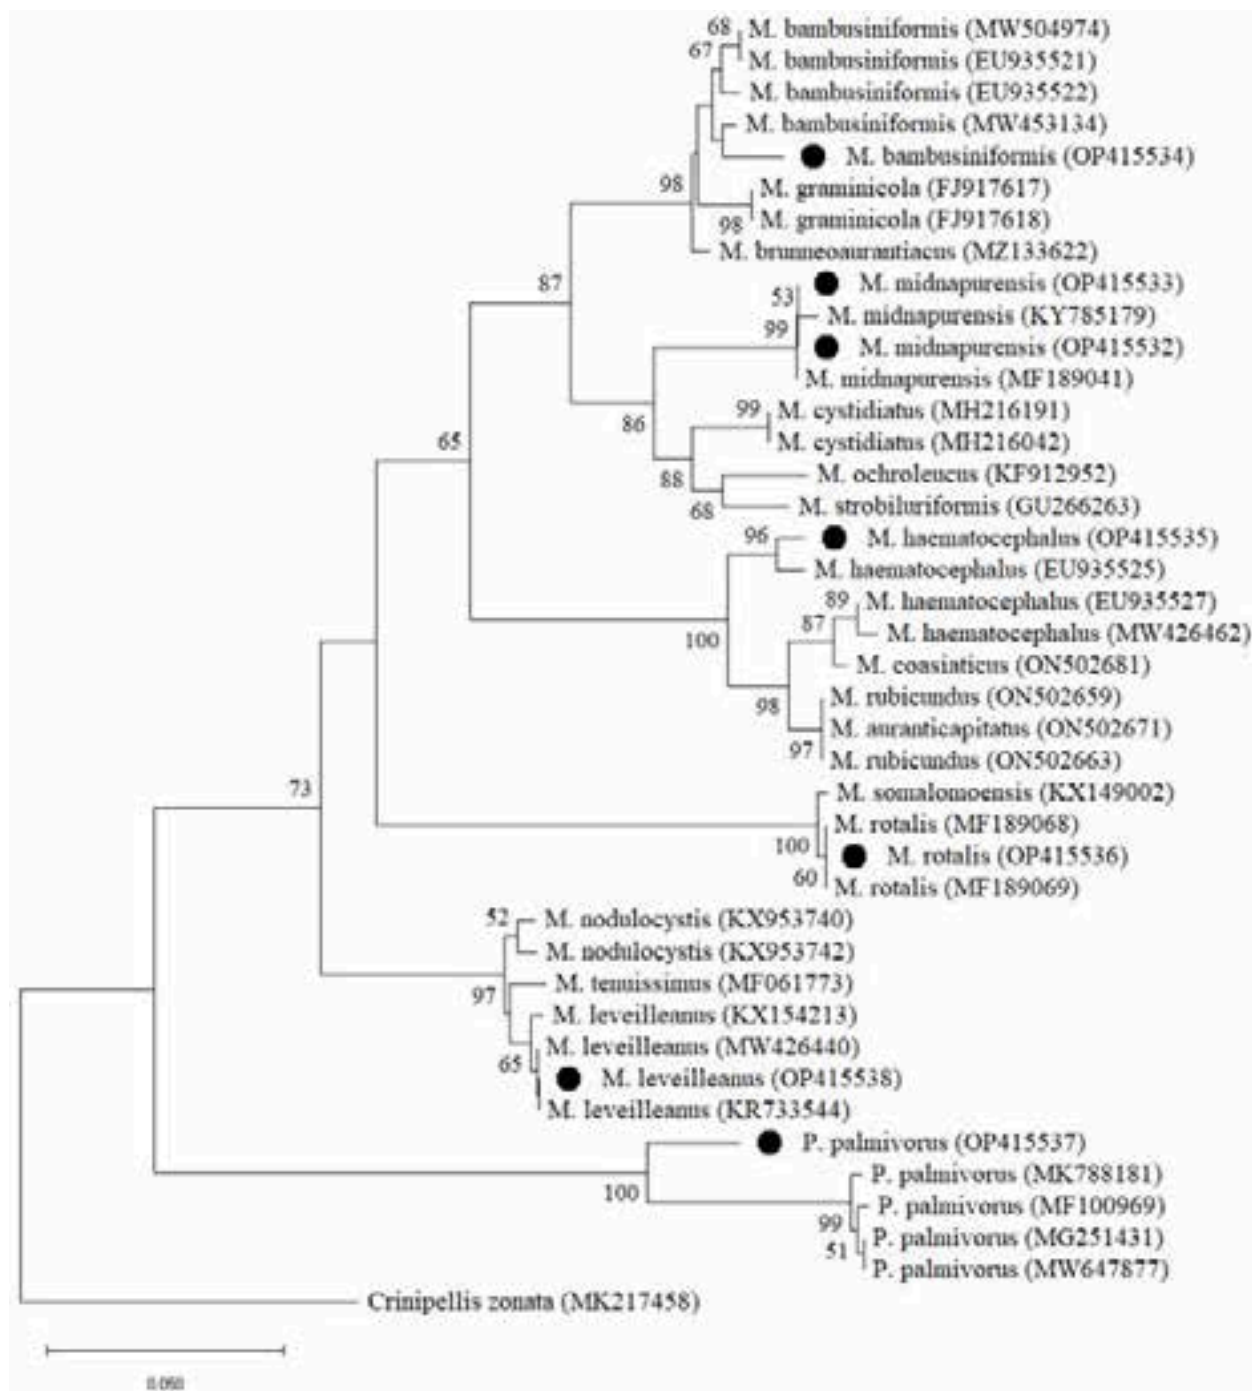 68
M. bambusiniformis (MW504974)
67
M. bambusiniformis (EU935521)
M. bambusiniformis (EU935522)
M. bambusiniformis (MW453134)
M. bambusiniformis (OP415534)
98
M. graminicola (FJ917617)
98
M. graminicola (FJ917618)
M. brunneoaurantiacus (MZ133622)
87
M. midnapurensis (OP415533)
53
M. midnapurensis (KY785179)
99
M. midnapurensis (OP415532)
M. midnapurensis (MF189041)
99
M. cystidiatus (MH216191)
86
65
M. cystidiatus (MH216042)
88
M. ochroleucus (KF912952)
68
M. strobiluriformis (GU266263)
96
M. haematocephalus (OP415535)
M. haematocephalus (EU935525)
89
M. haematocephalus (EU935527)
87
100
M. haematocephalus (MW426462)
M. coasiaticus (ON502681)
98
M. rubicundus (ON502659)
M. auranticapitatus (ON502671)
97
M. rubicundus (ON502663)
73
M. somalomoensis (KX149002)
M. rotalis (MF189068)
100
M. rotalis (OP415536)
60
M. rotalis (MF189069)
52
M. nodulocystis (KX953740)
M. nodulocystis (KX953742)
97
M. tenuissimus (MF061773)
M. leveilleanus (KX154213)
M. leveilleanus (MW426440)
65
M. leveilleanus (OP415538)
M. leveilleanus (KR733544)
P. palmivorus (OP415537)
100
P. palmivorus (MK788181)
P. palmivorus (MF100969)
99
51
P. palmivorus (MG251431)
P. palmivorus (MW647877)
Crinipellis zonata (MK217458)
0.050